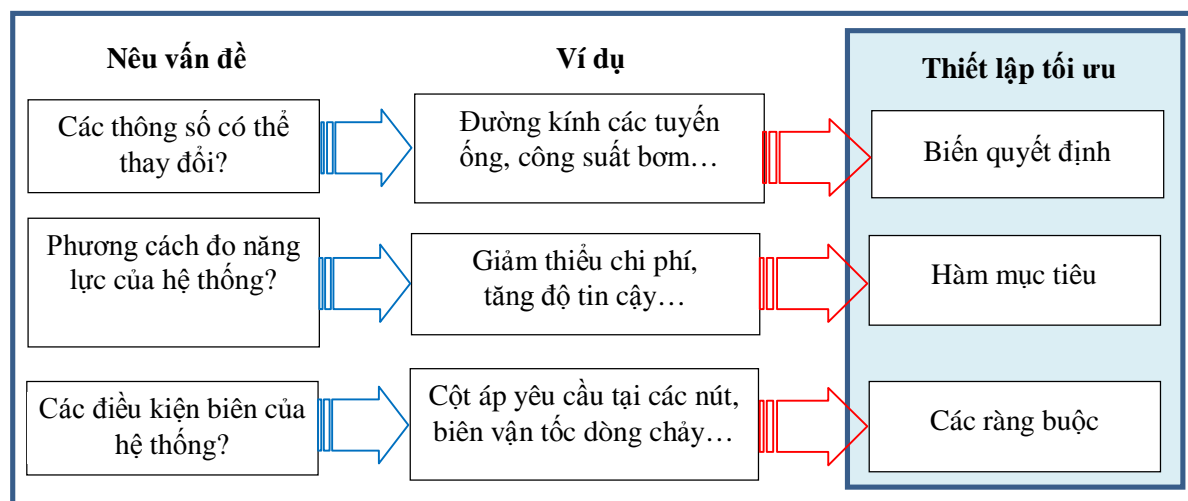 Nêu vấn đề
Ví dụ
Thiết lập tối ưu
Các thông số có thể
thay đổi?
Đường kính các tuyến
ống, công suất bơm…
Biến quyết định
Phương cách đo năng
lực của hệ thống?
Giảm thiểu chi phí,
tăng độ tin cậy…
Hàm mục tiêu
Các điều kiện biên của
hệ thống?
Cột áp yêu cầu tại các nút,
biên vận tốc dòng chảy…
Các ràng buộc